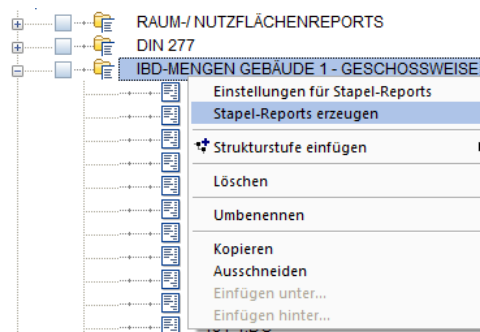 RAUM-/ NUTZFLÄCHENREPORTS
DIN 277
IBD-MENGEN GEBÄUDE 1 - GESCHOSSWEISE
Einstellungen für Stapel-Reports
Stapel-Reports erzeugen
Strukturstufe einfügen
Löschen
Umbenennen
Kopieren
Ausschneiden
Einfügen unter...
Einfügen hinter...